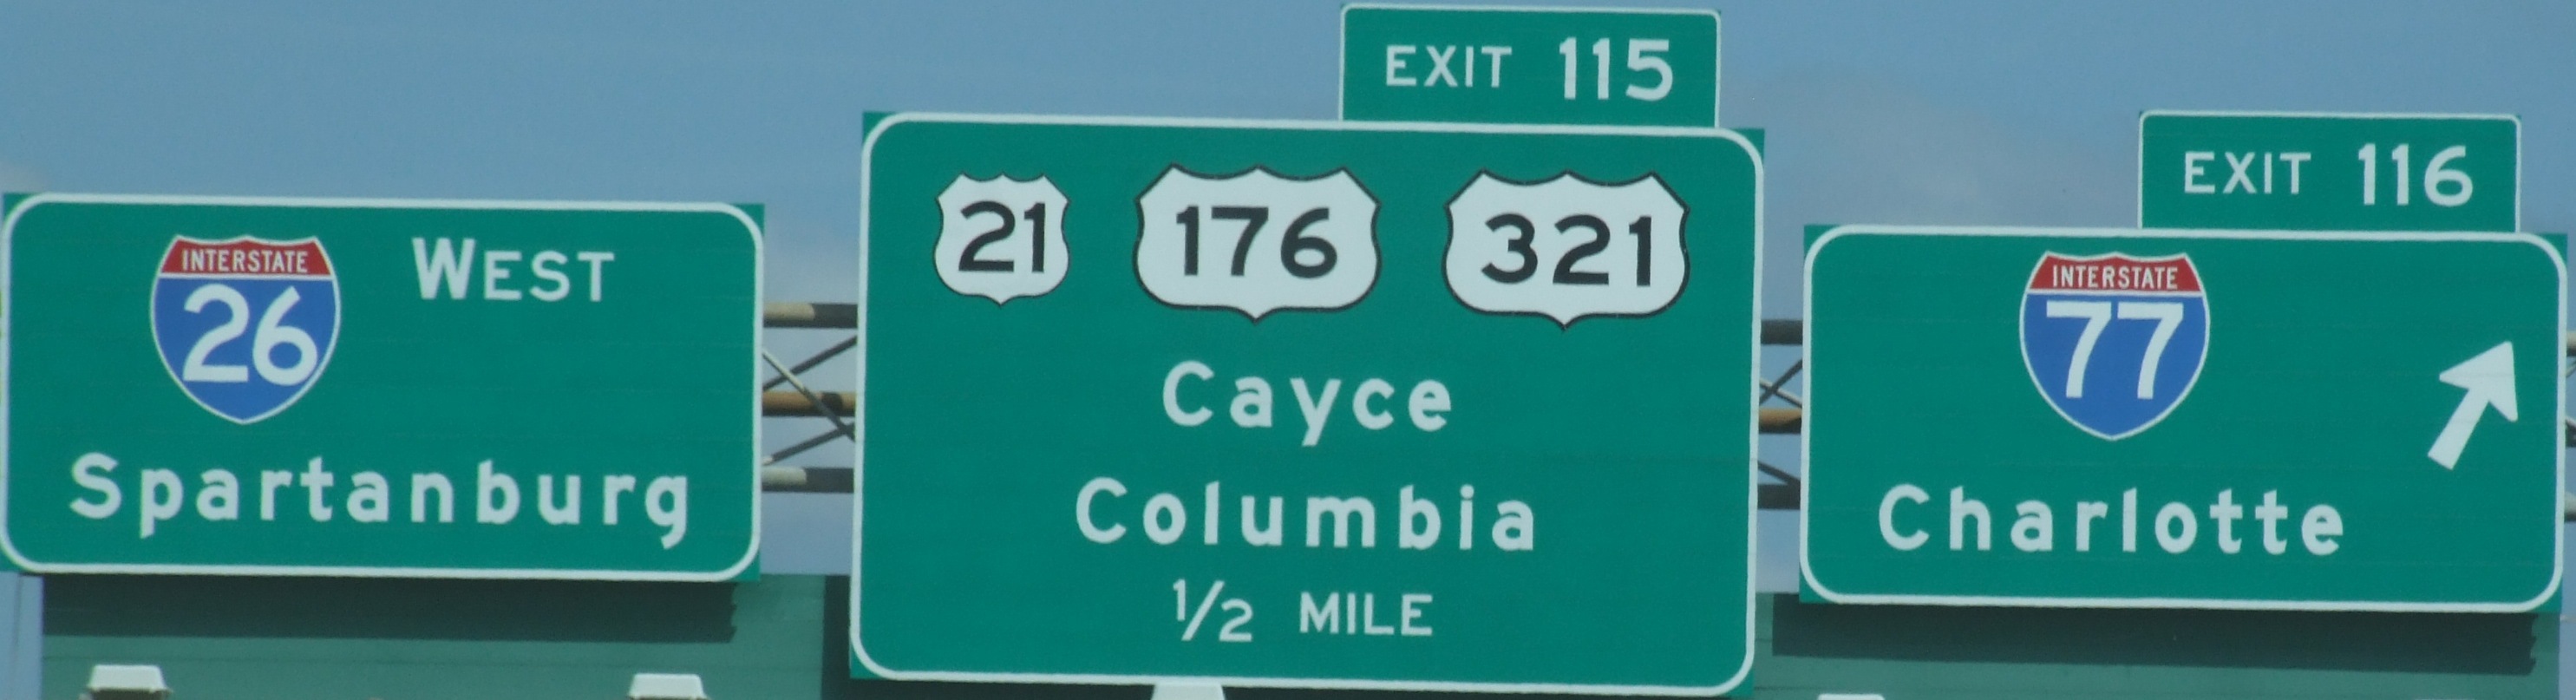 INTERSTATE
26
WEST
Spartanburg
EXIT 115
21 176 321
Cayce
Columbia
1/2 MILE
EXIT 116
INTERSTATE
77
Charlotte